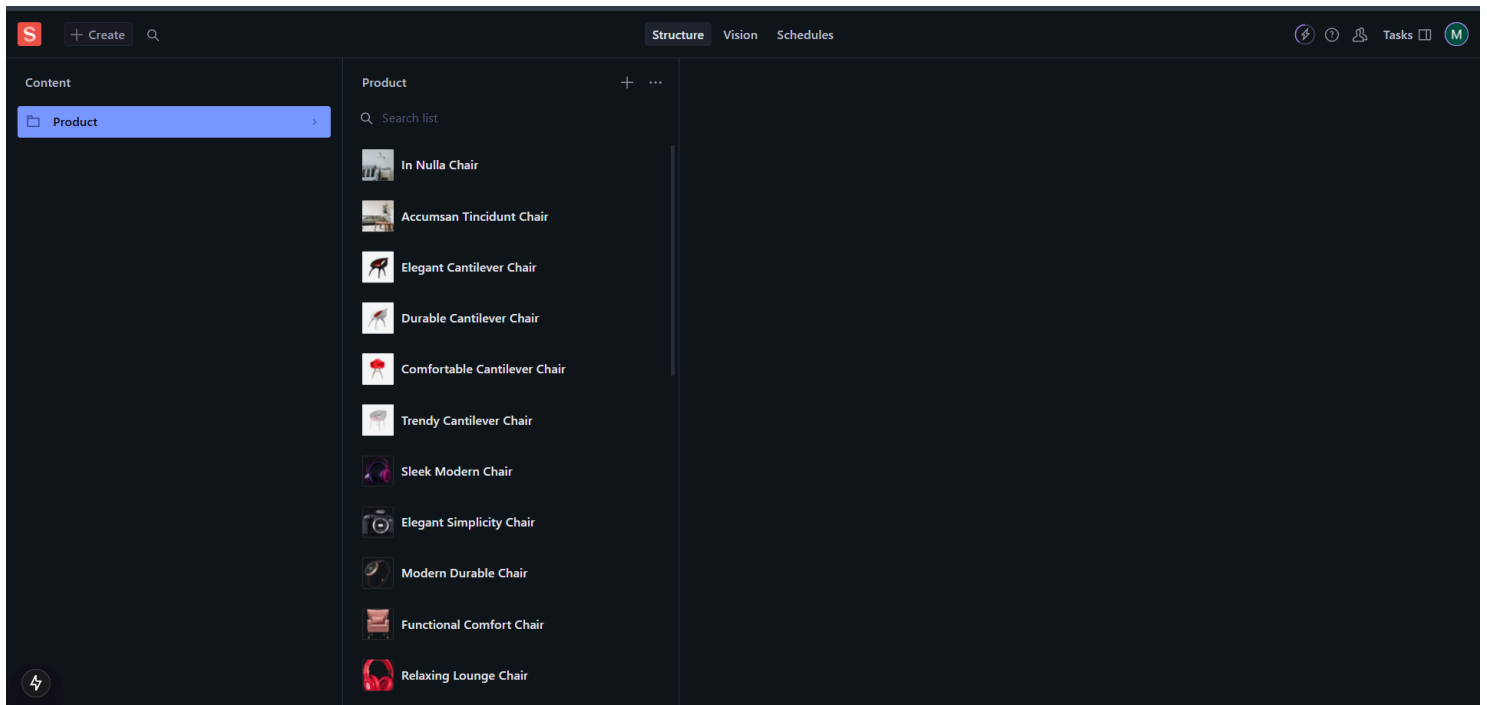 S + Create Structure Vision Schedules Tasks M
Content
Product
Product
Search list
In Nulla Chair
Accumsan Tincidunt Chair
Elegant Cantilever Chair
Durable Cantilever Chair
Comfortable Cantilever Chair
Trendy Cantilever Chair
Sleek Modern Chair
Elegant Simplicity Chair
Modern Durable Chair
Functional Comfort Chair
Relaxing Lounge Chair